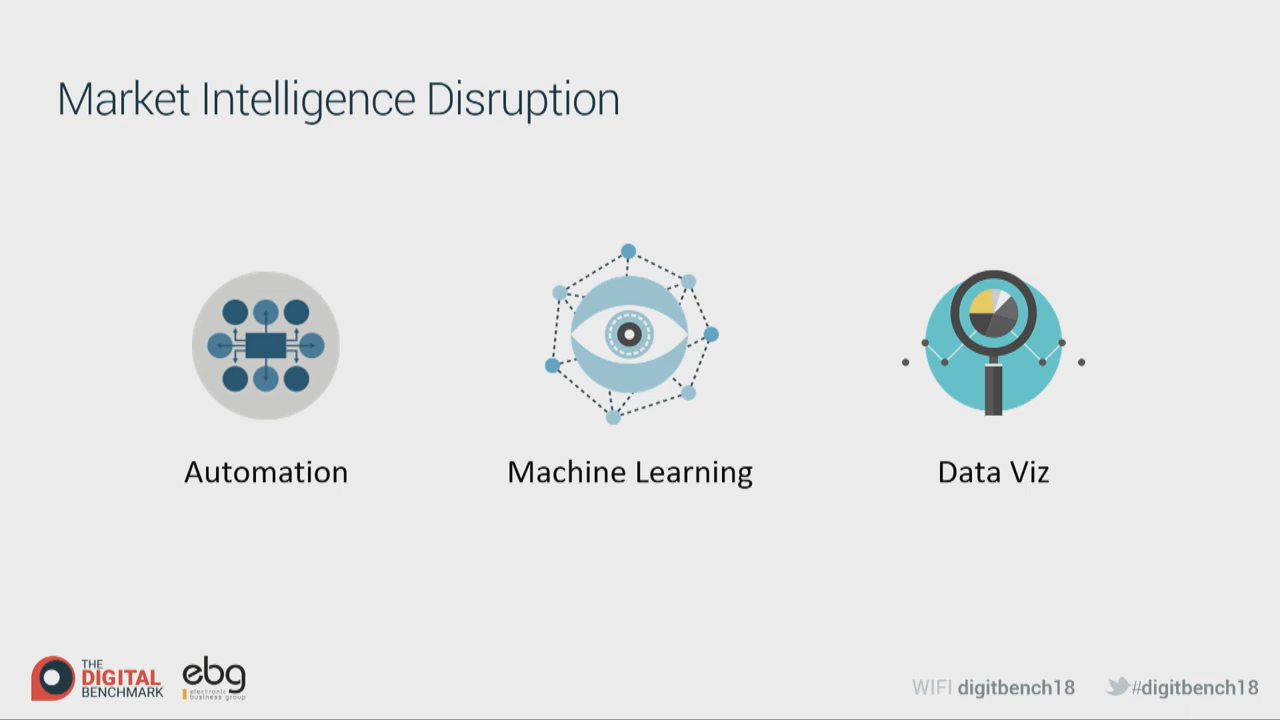 Market Intelligence Disruption
Automation
Machine Learning
Data Viz
THE
DIGITAL
BENCHMARK
ebg
electronic
business group
WIFI digitbench18
#digitbench18